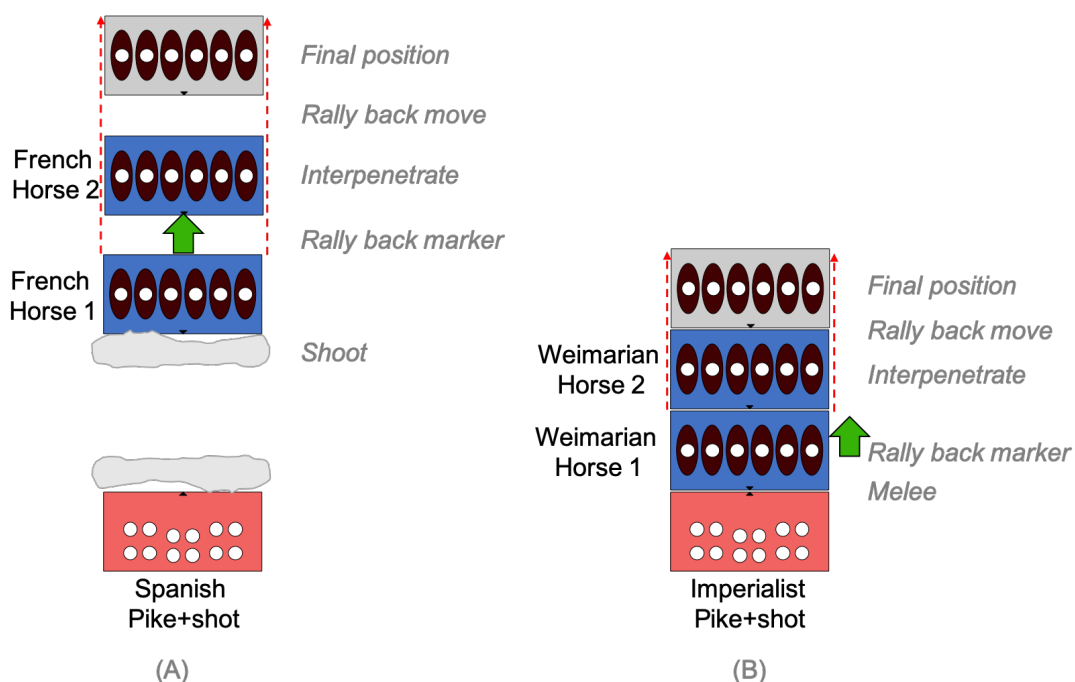 Final position
Rally back move
French
Horse 2
Interpenetrate
Rally back marker
French
Horse 1
Shoot
Spanish
Pike+shot
(A)
Final position
Rally back move
Weimarian
Horse 2
Interpenetrate
Weimarian
Horse 1
Rally back marker
Melee
Imperialist
Pike+shot
(B)